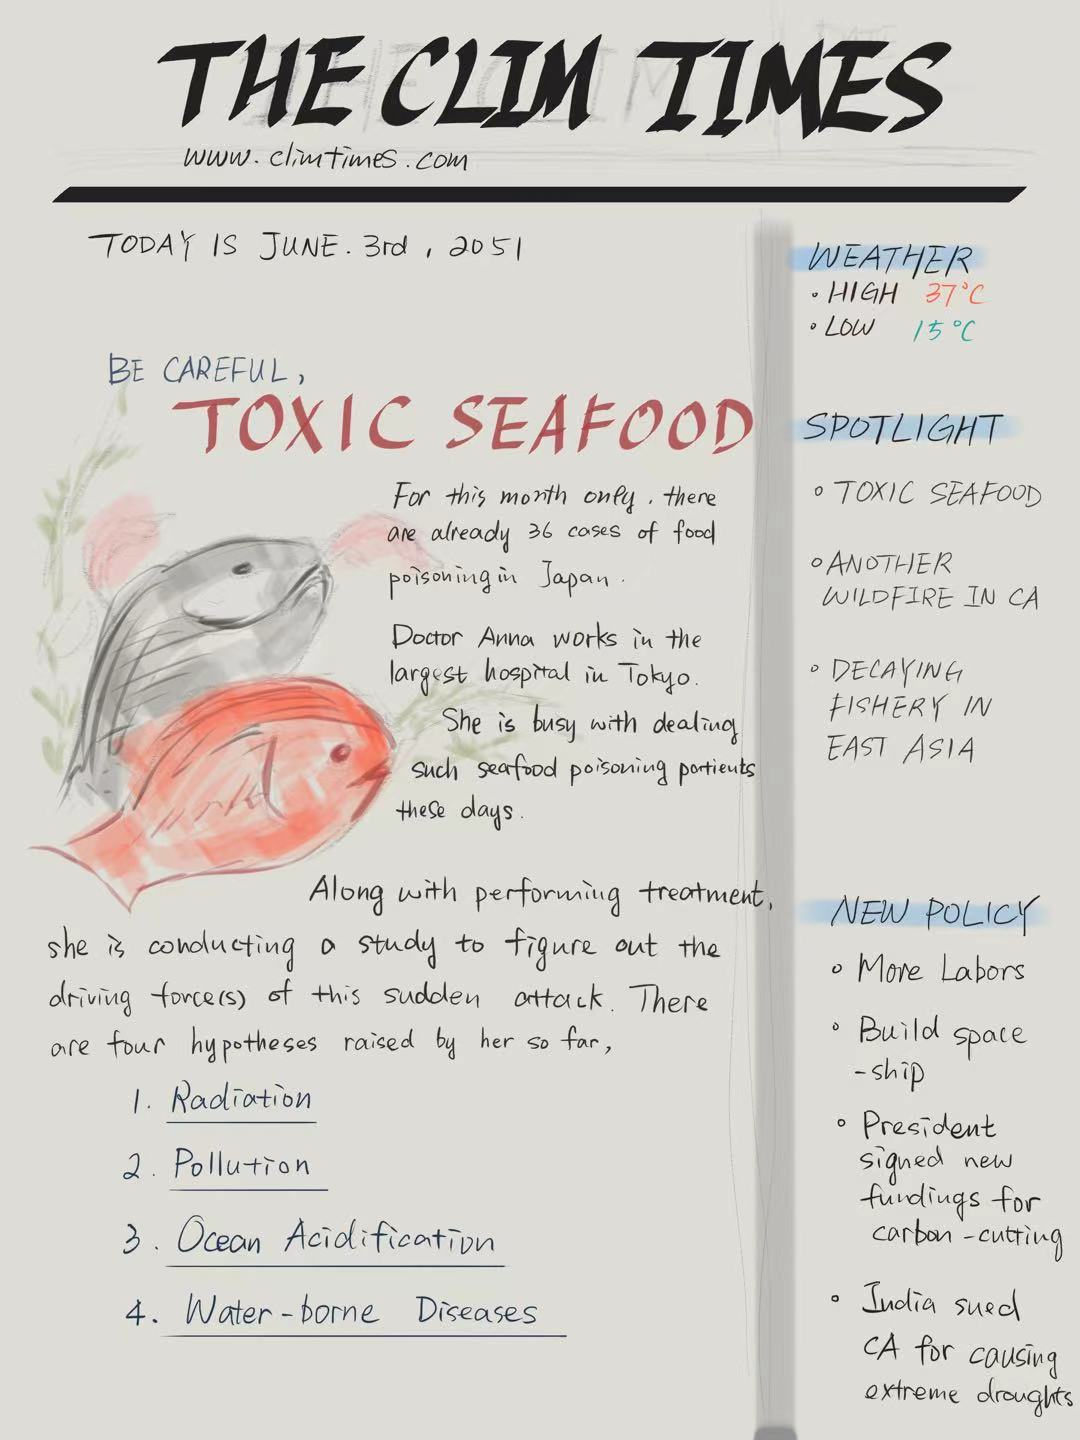 THE CLIM TIMES
www.climtimes.com
TODAY IS JUNE. 3rd, 2051
BE CAREFUL,
TOXIC SEAFOOD
For this month only, there
are already 36 cases of food
poisoning in Japan.
Doctor Anna works in the
largest hospital in Tokyo.
She is busy with dealing
such seafood poisoning partients
these days.
Along with performing treatment,
she is conducting a study to figure out the
driving force(s) of this sudden attack. There
are four hypotheses raised by her so far,
1. Radiation
2. Pollution
3. Ocean Acidification
4. Water-borne Diseases
WEATHER
• HIGH 37°C
• LOW 15°C
SPOTLIGHT
◦ TOXIC SEAFOOD
◦ ANOTHER
WILDFIRE IN CA
◦ DECAYING
FISHERY IN
EAST ASIA
NEW POLICY
◦ More Labors
◦ Build space
-ship
◦ President
signed new
fundings for
carbon-cutting
◦ India sued
CA for causing
extreme droughts